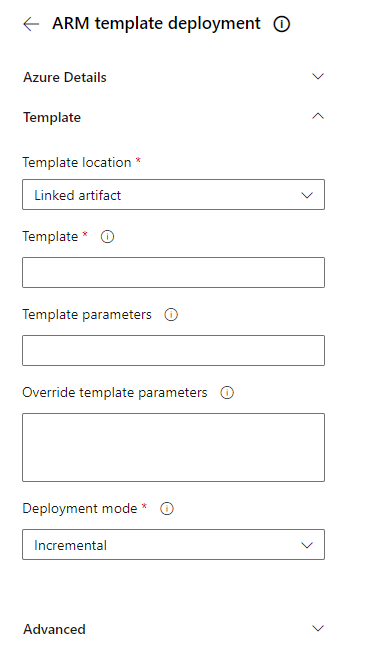 ARM template deployment
Azure Details
Template
Template location *
Linked artifact
Template *
Template parameters
Override template parameters
Deployment mode *
Incremental
Advanced